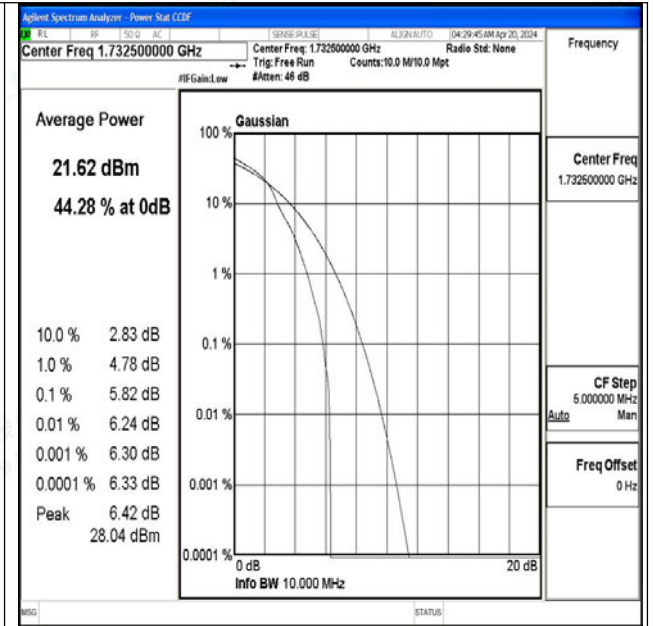 Agilent Spectrum Analyzer - Power Stat CCDF
RL RF 50 Ω AC SENSE:PULSE ALIGN AUTO 04:29:45 AM Apr 20, 2024
Center Freq 1.732500000 GHz
Center Freq: 1.732500000 GHz Radio Std: None
Trig: Free Run Counts:10.0 M/10.0 Mpt
#IFGain:Low #Atten: 46 dB
Frequency
Average Power
21.62 dBm
44.28 % at 0dB
10.0 % 2.83 dB
1.0 % 4.78 dB
0.1 % 5.82 dB
0.01 % 6.24 dB
0.001 % 6.30 dB
0.0001 % 6.33 dB
Peak 6.42 dB
28.04 dBm
Gaussian
100 %
10 %
1 %
0.1 %
0.01 %
0.001 %
0.0001 %
0 dB 20 dB
Info BW 10.000 MHz
Center Freq
1.732500000 GHz
CF Step
5.000000 MHz
Auto Man
Freq Offset
0 Hz
MSG STATUS